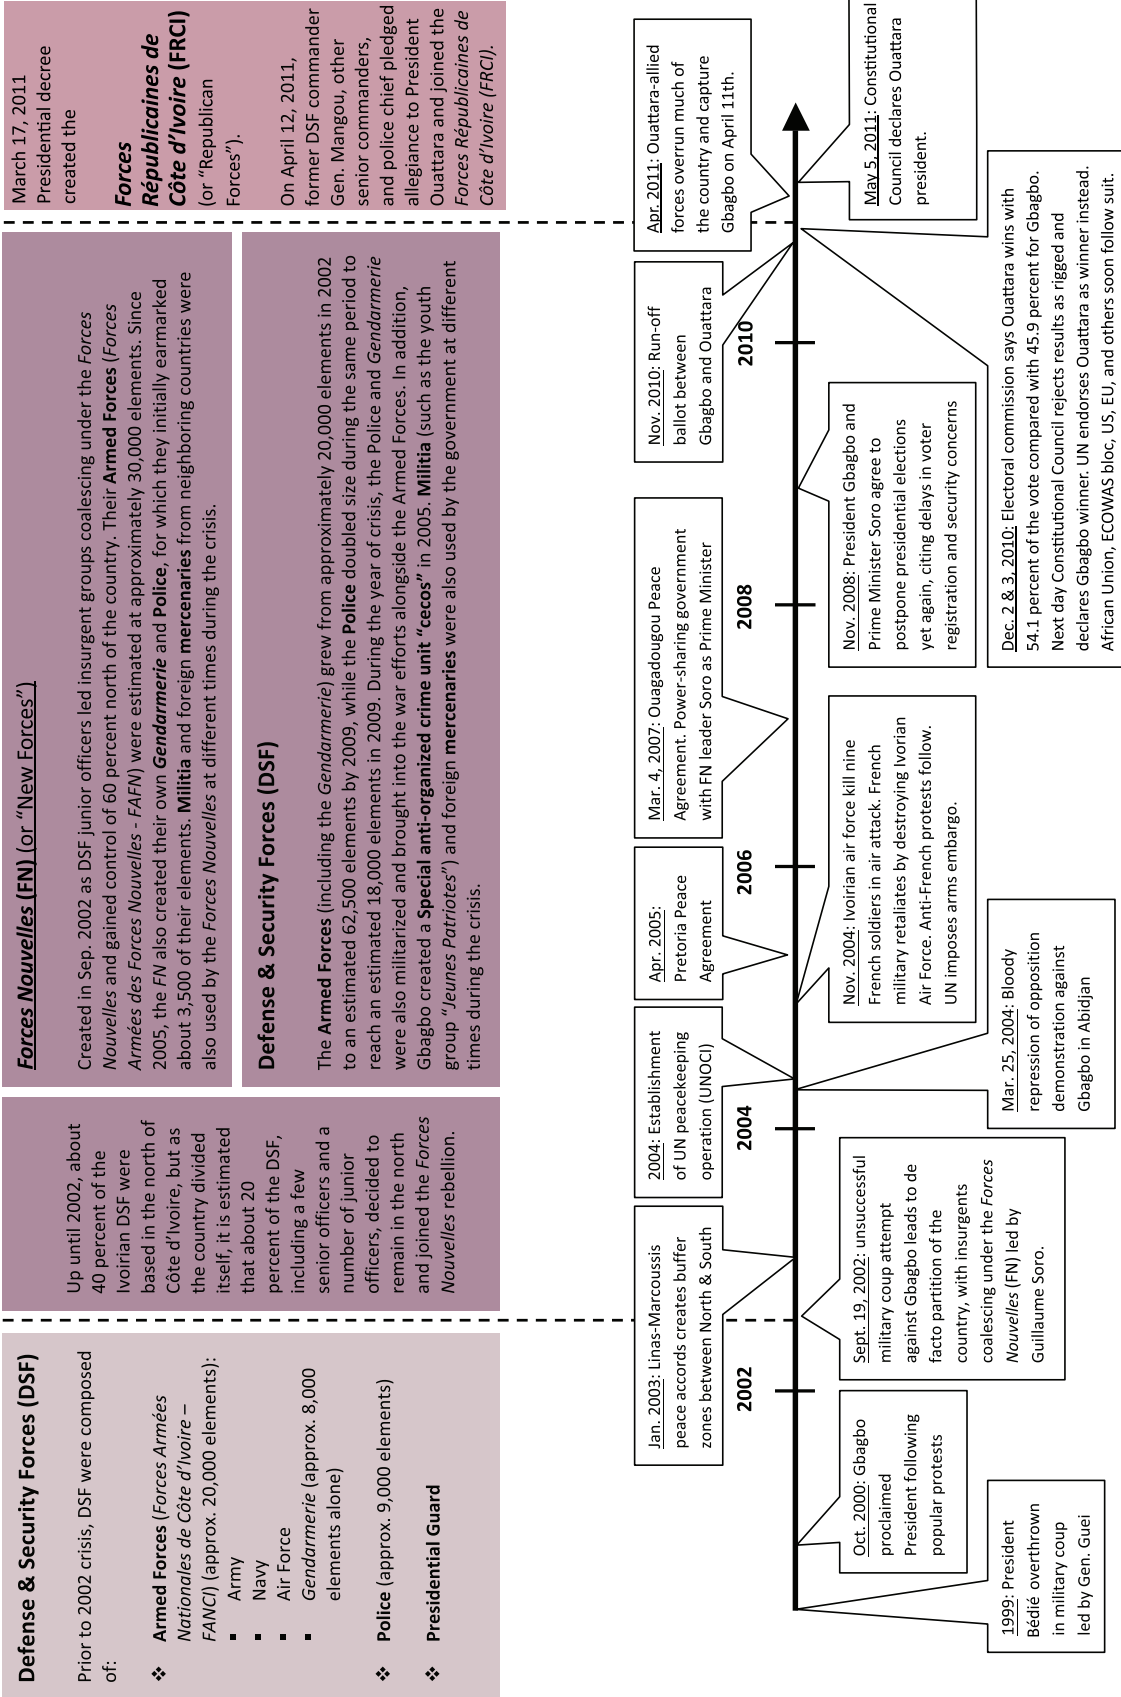 Defense & Security Forces (DSF)
Prior to 2002 crisis, DSF were composed
of:
❖ Armed Forces (Forces Armées
Nationales de Côte d'Ivoire –
FANCI) (approx. 20,000 elements):
▪ Army
▪ Navy
▪ Air Force
▪ Gendarmerie (approx. 8,000
elements alone)
❖ Police (approx. 9,000 elements)
❖ Presidential Guard
Up until 2002, about
40 percent of the
Ivoirian DSF were
based in the north of
Côte d'Ivoire, but as
the country divided
itself, it is estimated
that about 20
percent of the DSF,
including a few
senior officers and a
number of junior
officers, decided to
remain in the north
and joined the Forces
Nouvelles rebellion.
Forces Nouvelles (FN) (or “New Forces”)
Created in Sep. 2002 as DSF junior officers led insurgent groups coalescing under the Forces
Nouvelles and gained control of 60 percent north of the country. Their Armed Forces (Forces
Armées des Forces Nouvelles - FAFN) were estimated at approximately 30,000 elements. Since
2005, the FN also created their own Gendarmerie and Police, for which they initially earmarked
about 3,500 of their elements. Militia and foreign mercenaries from neighboring countries were
also used by the Forces Nouvelles at different times during the crisis.
Defense & Security Forces (DSF)
The Armed Forces (including the Gendarmerie) grew from approximately 20,000 elements in 2002
to an estimated 62,500 elements by 2009, while the Police doubled size during the same period to
reach an estimated 18,000 elements in 2009. During the year of crisis, the Police and Gendarmerie
were also militarized and brought into the war efforts alongside the Armed Forces. In addition,
Gbagbo created a Special anti-organized crime unit “cecos” in 2005. Militia (such as the youth
group “Jeunes Patriotes”) and foreign mercenaries were also used by the government at different
times during the crisis.
March 17, 2011
Presidential decree
created the
Forces
Républicaines de
Côte d'Ivoire (FRCI)
(or “Republican
Forces”).
On April 12, 2011,
former DSF commander
Gen. Mangou, other
senior commanders,
and police chief pledged
allegiance to President
Ouattara and joined the
Forces Républicaines de
Côte d'Ivoire (FRCI).
Jan. 2003: Linas-Marcoussis
peace accords creates buffer
zones between North & South
2004: Establishment
of UN peacekeeping
operation (UNOCI)
Apr. 2005:
Pretoria Peace
Agreement
Mar. 4, 2007: Ouagadougou Peace
Agreement. Power-sharing government
with FN leader Soro as Prime Minister
Nov. 2010: Run-off
ballot between
Gbagbo and Ouattara
Apr. 2011: Ouattara-allied
forces overrun much of
the country and capture
Gbagbo on April 11th.
2002
2004
2006
2008
2010
Oct. 2000: Gbagbo
proclaimed
President following
popular protests
Sept. 19, 2002: unsuccessful
military coup attempt
against Gbagbo leads to de
facto partition of the
country, with insurgents
coalescing under the Forces
Nouvelles (FN) led by
Guillaume Soro.
Nov. 2004: Ivoirian air force kill nine
French soldiers in air attack. French
military retaliates by destroying Ivorian
Air Force. Anti-French protests follow.
UN imposes arms embargo.
Nov. 2008: President Gbagbo and
Prime Minister Soro agree to
postpone presidential elections
yet again, citing delays in voter
registration and security concerns
May 5, 2011: Constitutional
Council declares Ouattara
president.
1999: President
Bédié overthrown
in military coup
led by Gen. Guei
Mar. 25, 2004: Bloody
repression of opposition
demonstration against
Gbagbo in Abidjan
Dec. 2 & 3, 2010: Electoral commission says Ouattara wins with
54.1 percent of the vote compared with 45.9 percent for Gbagbo.
Next day Constitutional Council rejects results as rigged and
declares Gbagbo winner. UN endorses Ouattara as winner instead.
African Union, ECOWAS bloc, US, EU, and others soon follow suit.